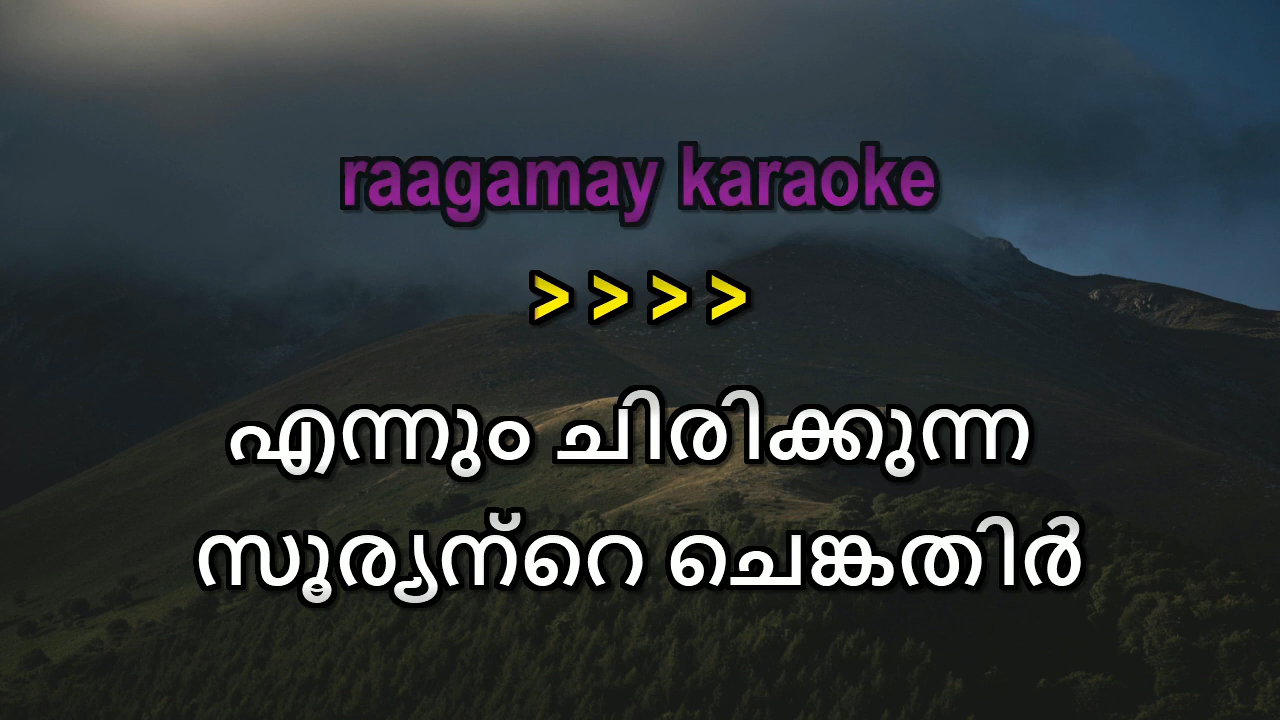 raagamay karaoke
> > > >
എന്നും ചിരിക്കുന്ന
സൂര്യന്റെ ചെങ്കതിർ